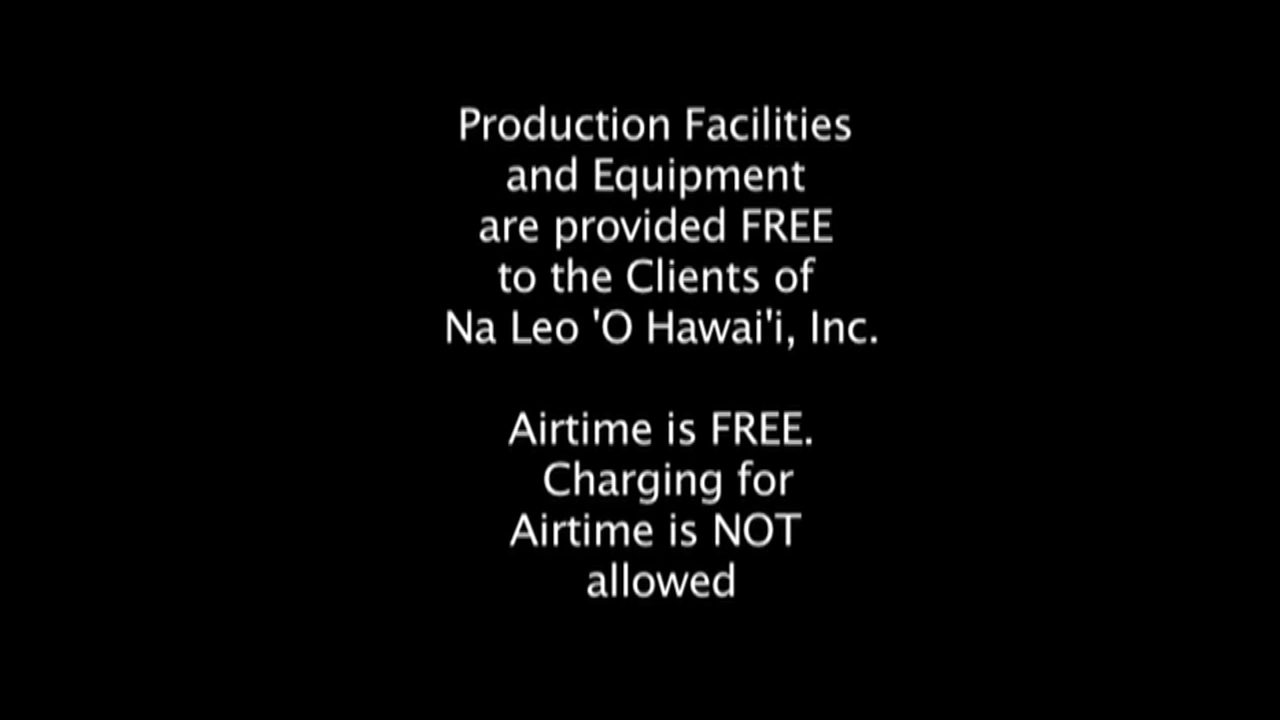 Production Facilities
and Equipment
are provided FREE
to the Clients of
Na Leo 'O Hawai'i, Inc.
Airtime is FREE.
Charging for
Airtime is NOT
allowed